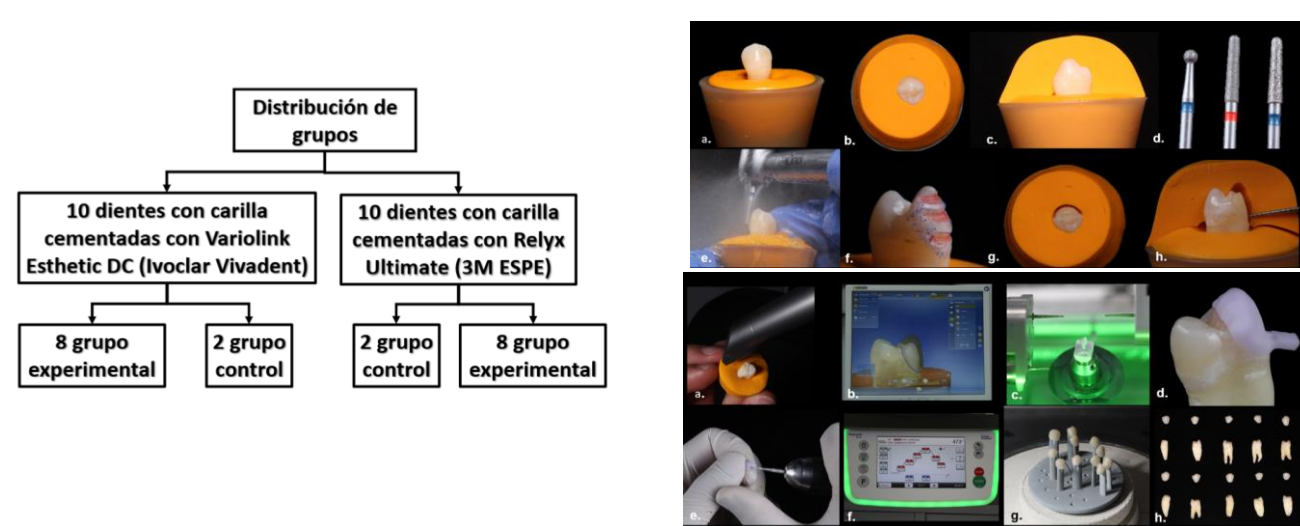 Distribución de
grupos
10 dientes con carilla
cementadas con Variolink
Esthetic DC (Ivoclar Vivadent)
10 dientes con carilla
cementadas con Relyx
Ultimate (3M ESPE)
8 grupo
experimental
2 grupo
control
2 grupo
control
8 grupo
experimental
a.
b.
c.
d.
e.
f.
g.
h.
a.
b.
c.
d.
e.
f.
g.
h.